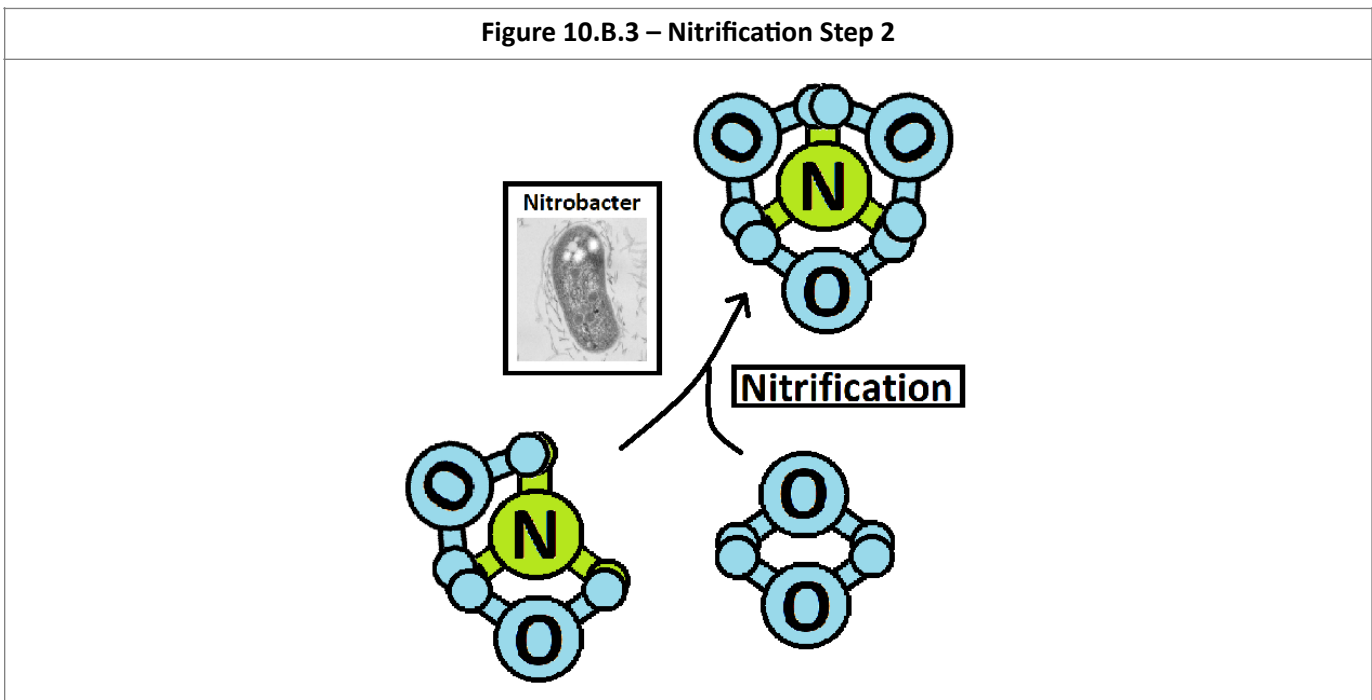 Figure 10.B.3 – Nitrification Step 2
O
O
N
Nitrobacter
O
Nitrification
O
N
O
O
O